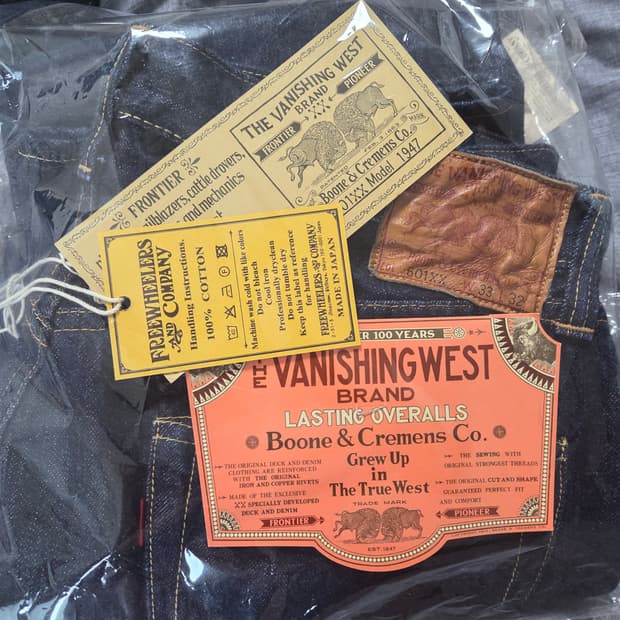 THE VANISHING WEST
BRAND
XX
FRONTIER
PIONEER
Boone & Cremens Co.
Model 1947
FRONTIER
cattle drovers,
and mechanics
FREEWHEELERS
AND COMPANY
Handling Instructions.
100% COTTON
Machine wash cold with like colors
Do not bleach
Cool iron
Professionally dryclean
Do not tumble dry
Keep this label as reference
for handling
FREEWHEELERS AND COMPANY
MADE IN JAPAN
601XX
100 YEARS
THE VANISHING WEST
BRAND
LASTING OVERALLS
Boone & Cremens Co.
Grew Up
in
The True West
THE ORIGINAL DUCK AND DENIM
CLOTHING ARE REINFORCED
WITH THE ORIGINAL
IRON AND COPPER RIVETS
MADE OF THE EXCLUSIVE
XX SPECIALLY DEVELOPED
DUCK AND DENIM
THE SEWING WITH
ORIGINAL STRONGEST THREADS
THE ORIGINAL CUT AND SHAPE
GUARANTEED PERFECT FIT
AND COMFORT
TRADE MARK
FRONTIER
PIONEER
EST. 1947